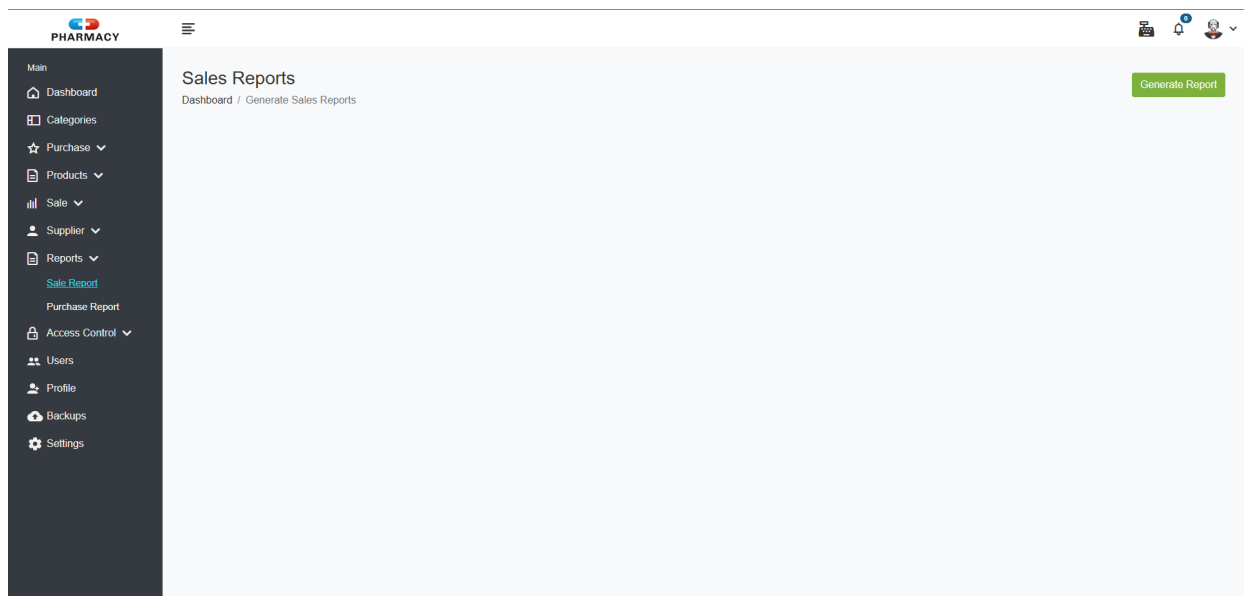 PHARMACY
0
Main
Dashboard
Categories
Purchase
Products
Sale
Supplier
Reports
Sale Report
Purchase Report
Access Control
Users
Profile
Backups
Settings
Sales Reports
Dashboard / Generate Sales Reports
Generate Report